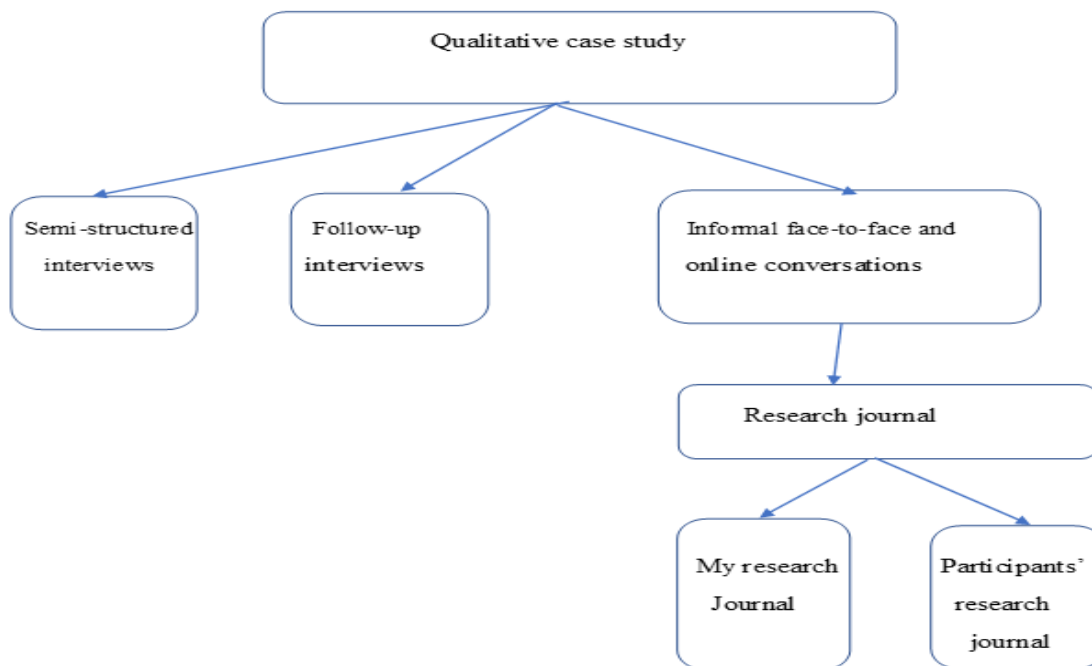 Qualitative case study
Semi-structured
interviews
Follow-up
interviews
Informal face-to-face and
online conversations
Research journal
My research
Journal
Participants’
research
journal